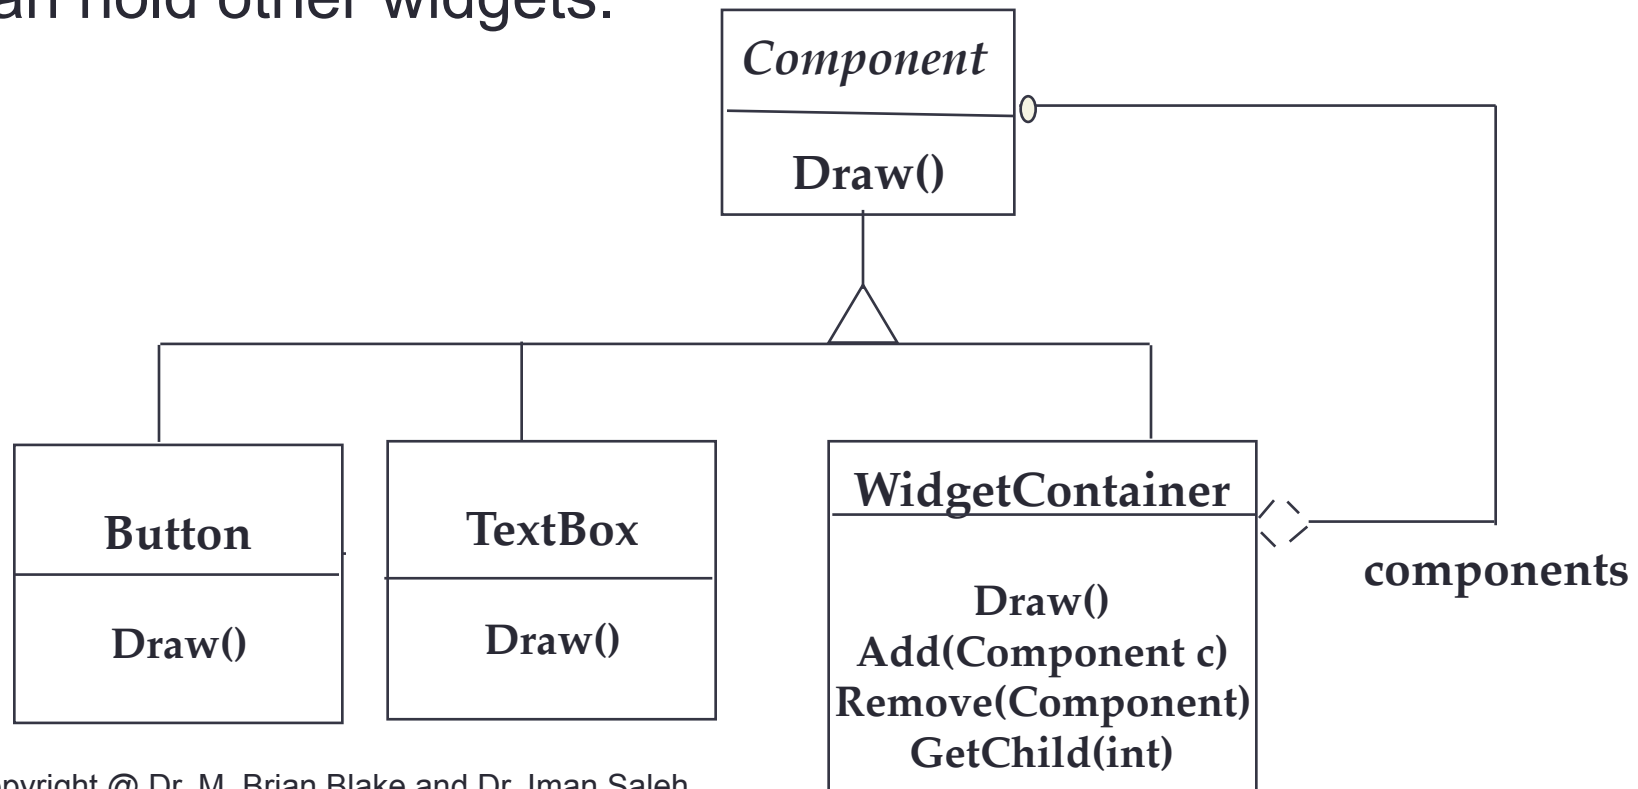 an hold other widgets.
Component
Draw()
Button
Draw()
TextBox
Draw()
WidgetContainer
Draw()
Add(Component c)
Remove(Component)
GetChild(int)
components
opyright @ Dr. M. Brian Blake and Dr. Iman Saleh